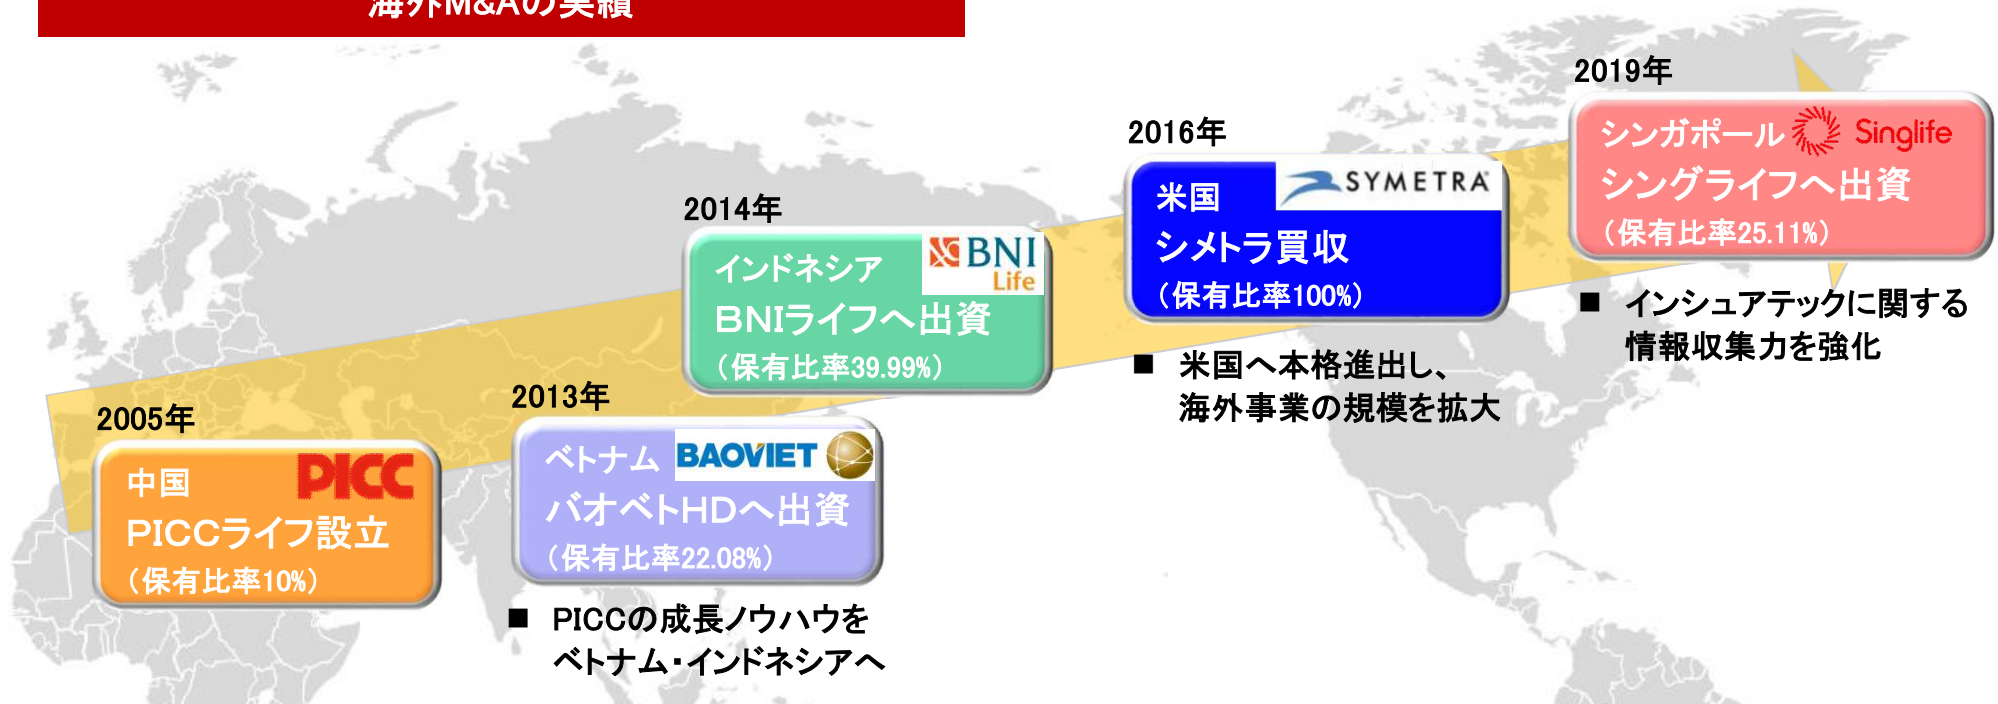 海外M&Aの実績
2005年
中国 PICC
PICCライフ設立
（保有比率10%）
2013年
ベトナム BAOVIET
バオベトHDへ出資
（保有比率22.08%）
■ PICCの成長ノウハウを
ベトナム・インドネシアへ
2014年
インドネシア BNI
Life
BNIライフへ出資
（保有比率39.99%）
2016年
米国 SYMETRA
シメトラ買収
（保有比率100%）
■ 米国へ本格進出し、
海外事業の規模を拡大
2019年
シンガポール Singlife
シングライフへ出資
（保有比率25.11%）
■ インシュアテックに関する
情報収集力を強化